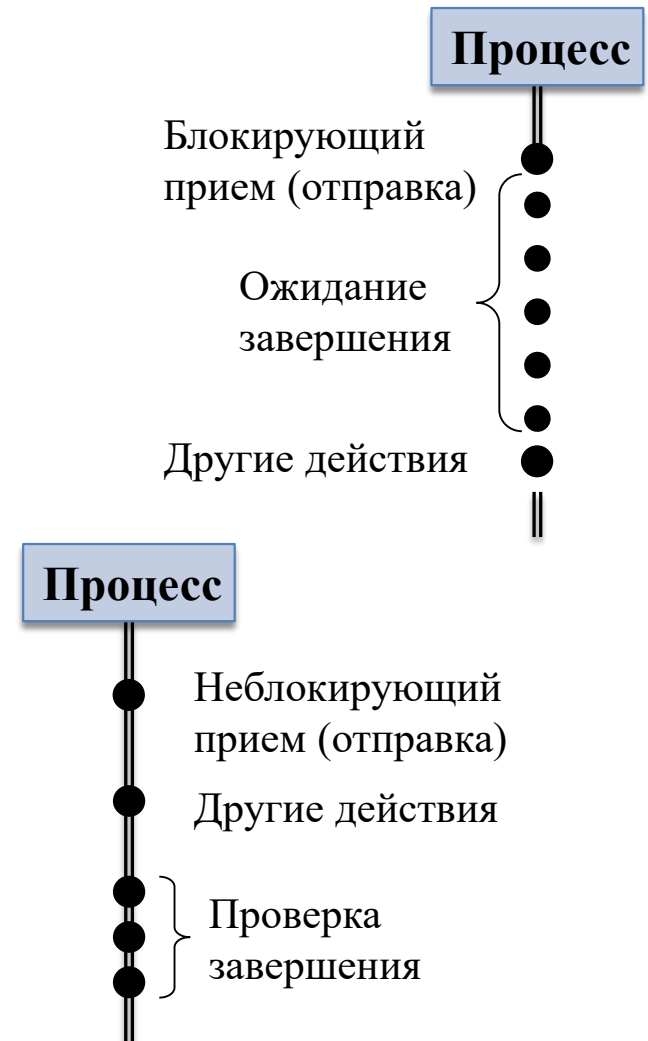 Процесс
Блокирующий
прием (отправка)
Ожидание
завершения
Другие действия
Процесс
Неблокирующий
прием (отправка)
Другие действия
Проверка
завершения